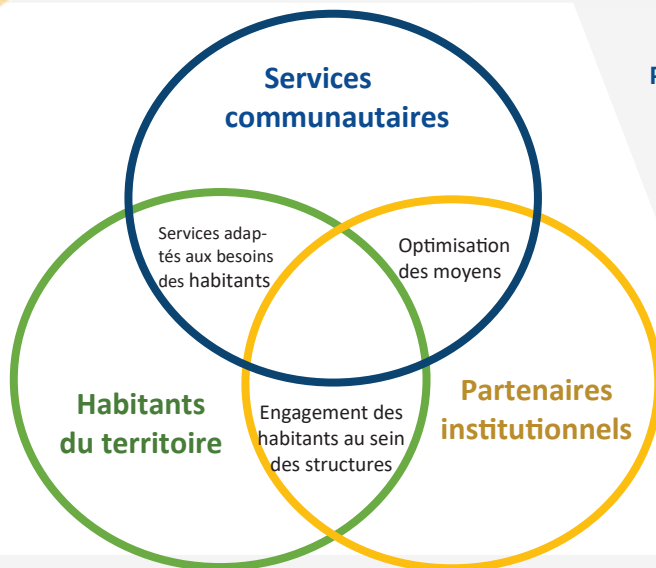 Services
communautaires
P
Services adap-
tés aux besoins
des habitants
Optimisation
des moyens
Habitants
du territoire
Engagement des
habitants au sein
des structures
Partenaires
institutionnels